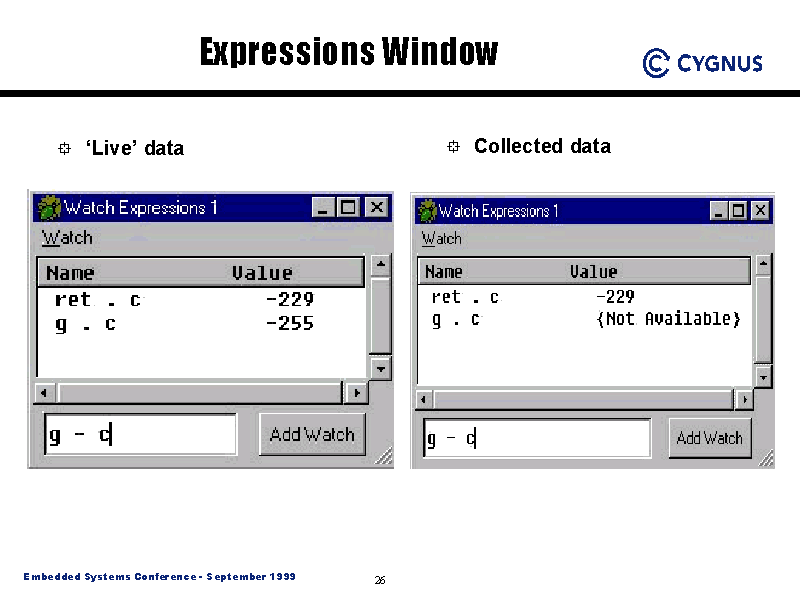 Expressions Window
CYGNUS
‘Live’ data
Watch Expressions 1
Watch
Name Value
ret . c -229
g . c -255
g - c
Add Watch
Collected data
Watch Expressions 1
Watch
Name Value
ret . c -229
g . c {Not Available}
g - c
Add Watch
Embedded Systems Conference - September 1999
26